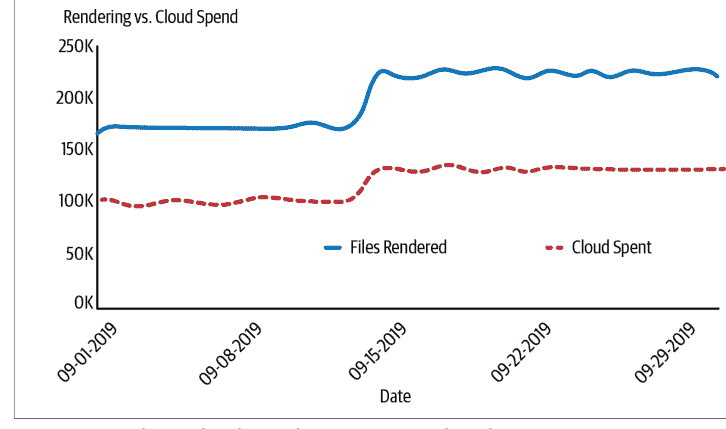 Rendering vs. Cloud Spend
250K
200K
150K
100K
50K
0K
Files Rendered
Cloud Spent
09-01-2019
09-08-2019
09-15-2019
09-22-2019
09-29-2019
Date